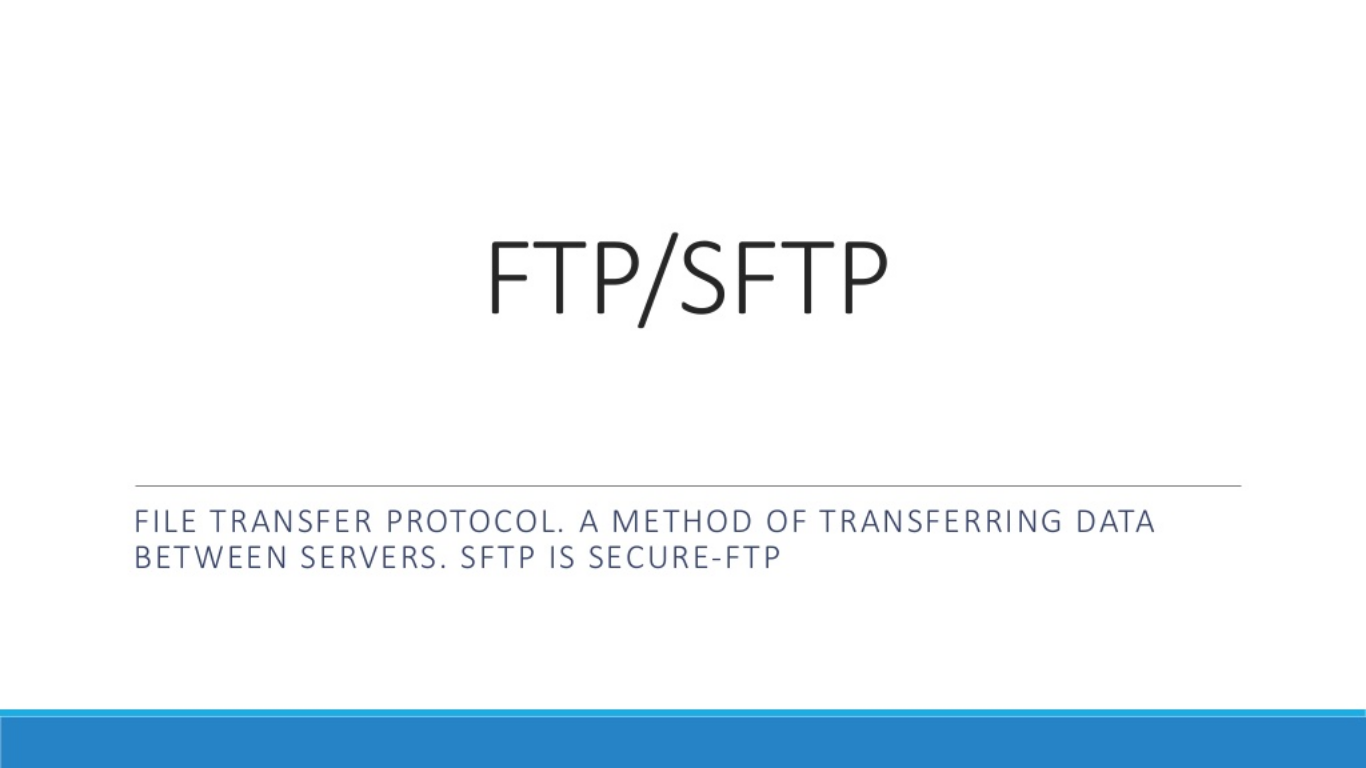 FTP/SFTP
FILE TRANSFER PROTOCOL. A METHOD OF TRANSFERRING DATA
BETWEEN SERVERS. SFTP IS SECURE-FTP